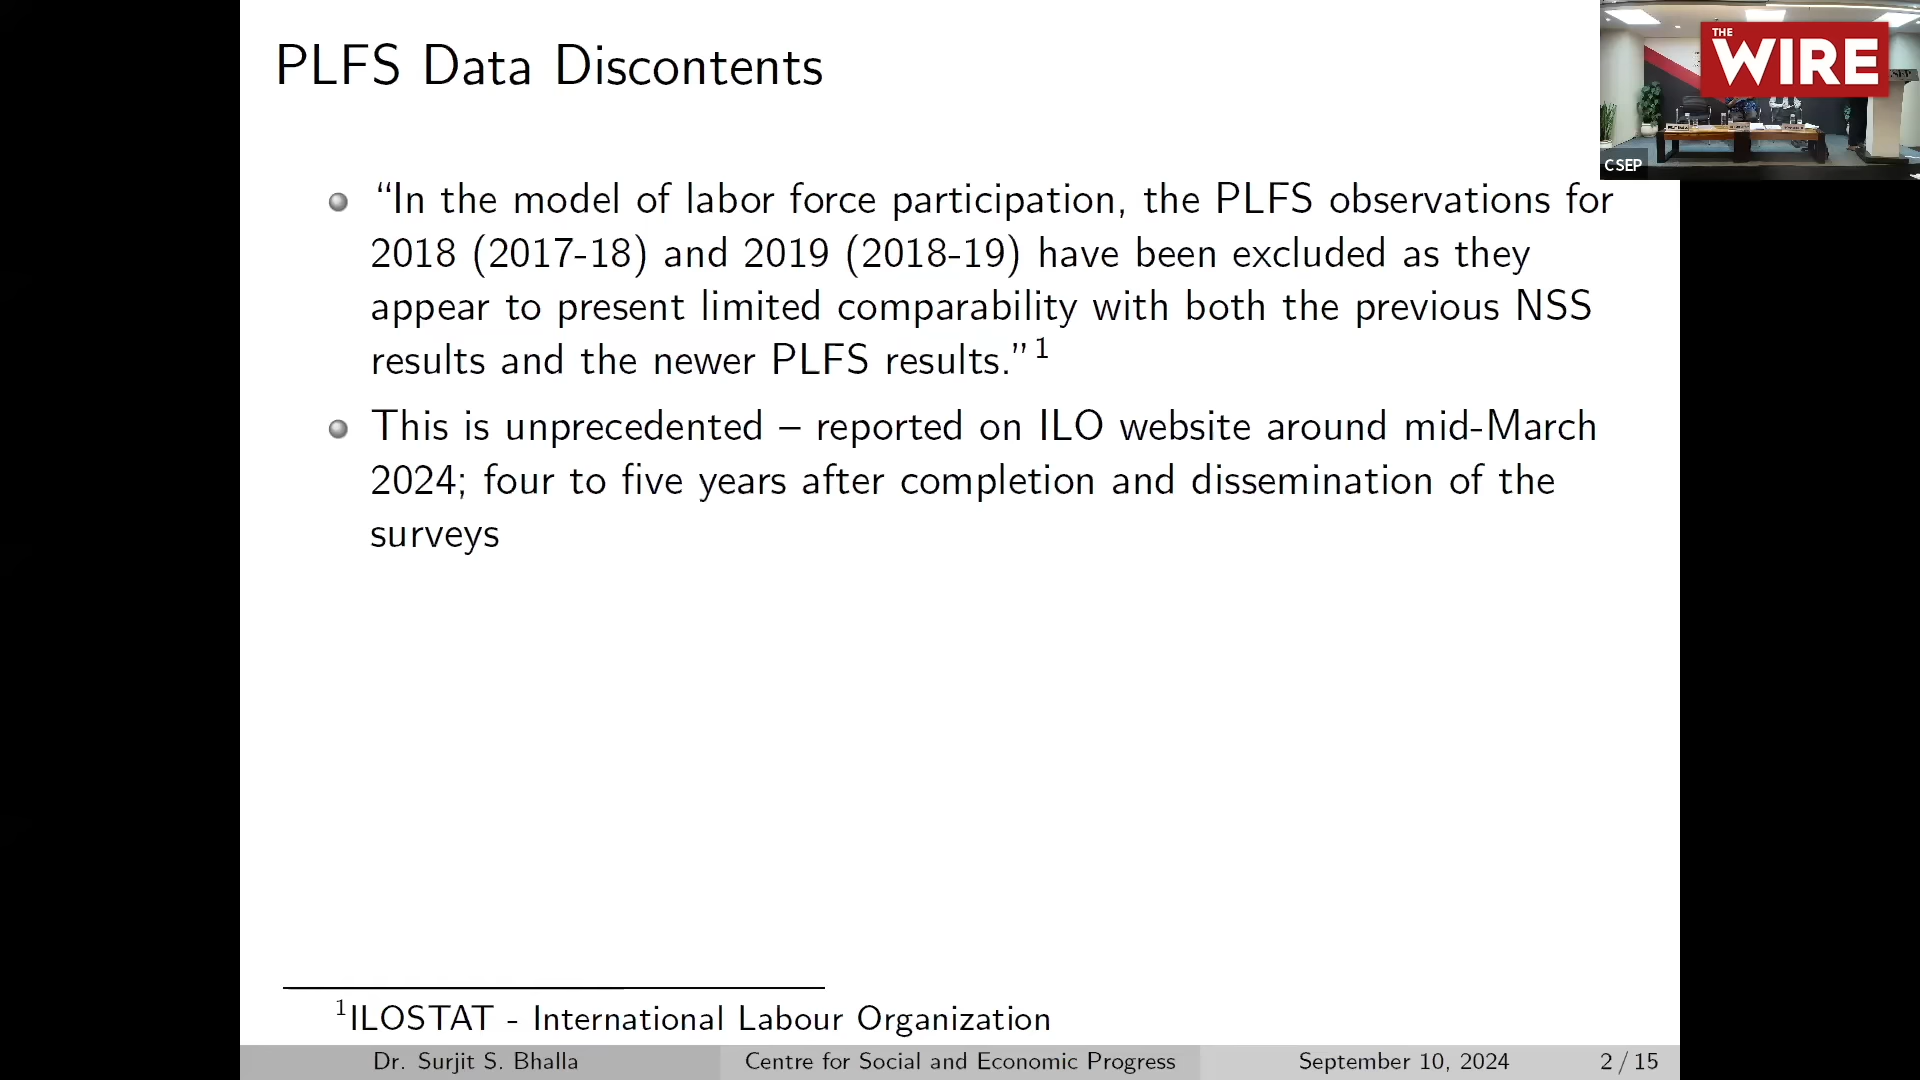 PLFS Data Discontents
THE
WIRE
CSEP
“In the model of labor force participation, the PLFS observations for
2018 (2017-18) and 2019 (2018-19) have been excluded as they
appear to present limited comparability with both the previous NSS
results and the newer PLFS results.” 1
This is unprecedented – reported on ILO website around mid-March
2024; four to five years after completion and dissemination of the
surveys
1 ILOSTAT - International Labour Organization
Dr. Surjit S. Bhalla Centre for Social and Economic Progress September 10, 2024 2 / 15